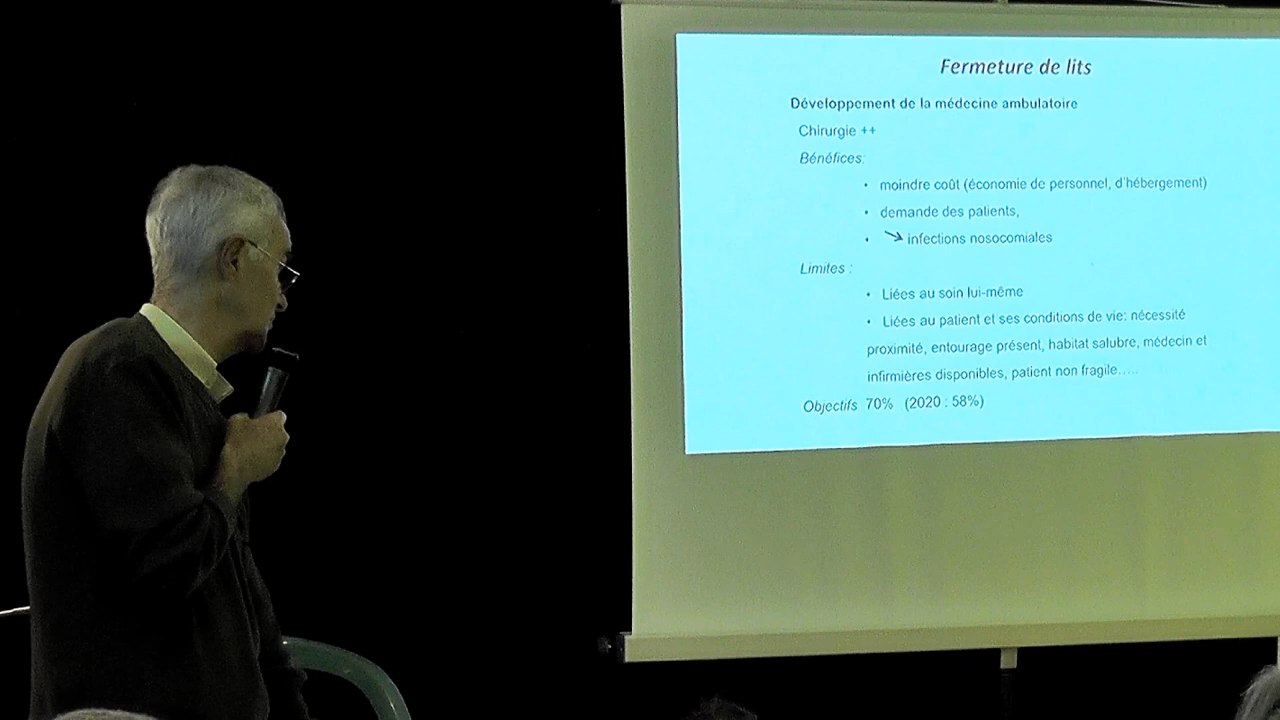 Fermeture de lits
Développement de la médecine ambulatoire
Chirurgie ++
Bénéfices:
• moindre coût (économie de personnel, d'hébergement)
• demande des patients,
• ↘ infections nosocomiales
Limites :
• Liées au soin lui-même
• Liées au patient et ses conditions de vie: nécessité
proximité, entourage présent, habitat salubre, médecin et
infirmières disponibles, patient non fragile…..
Objectifs 70% (2020 : 58%)